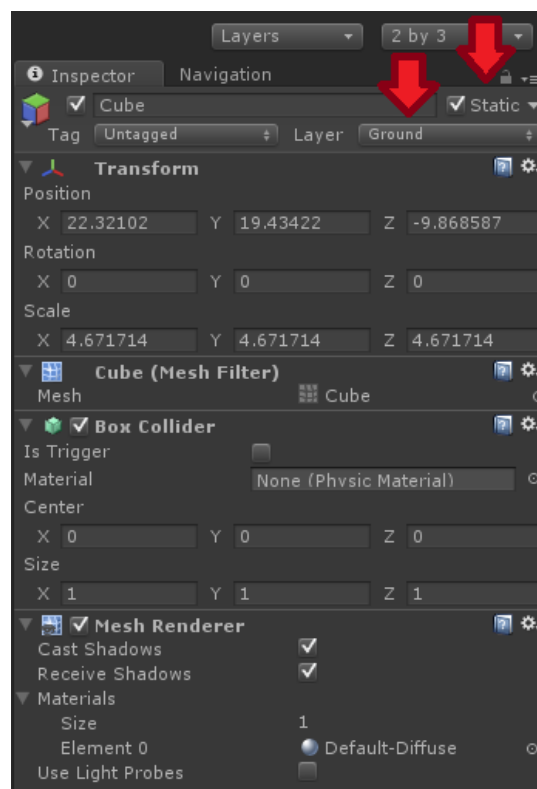 Layers 2 by 3
Inspector Navigation
Cube Static
Tag Untagged Layer Ground
Transform
Position
X 22.32102 Y 19.43422 Z -9.868587
Rotation
X 0 Y 0 Z 0
Scale
X 4.671714 Y 4.671714 Z 4.671714
Cube (Mesh Filter)
Mesh Cube
Box Collider
Is Trigger
Material None (Physic Material)
Center
X 0 Y 0 Z 0
Size
X 1 Y 1 Z 1
Mesh Renderer
Cast Shadows
Receive Shadows
Materials
Size 1
Element 0 Default-Diffuse
Use Light Probes